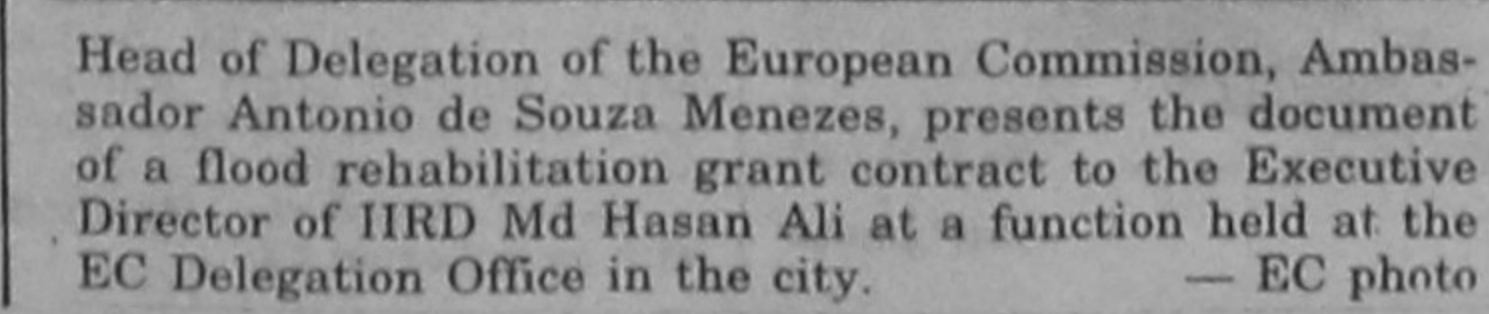 Head of Delegation of the European Commission, Ambas-
sador Antonio de Souza Menezes, presents the document
of a flood rehabilitation grant contract to the Executive
Director of IIRD Md Hasan Ali at a function held at the
EC Delegation Office in the city. — EC photo